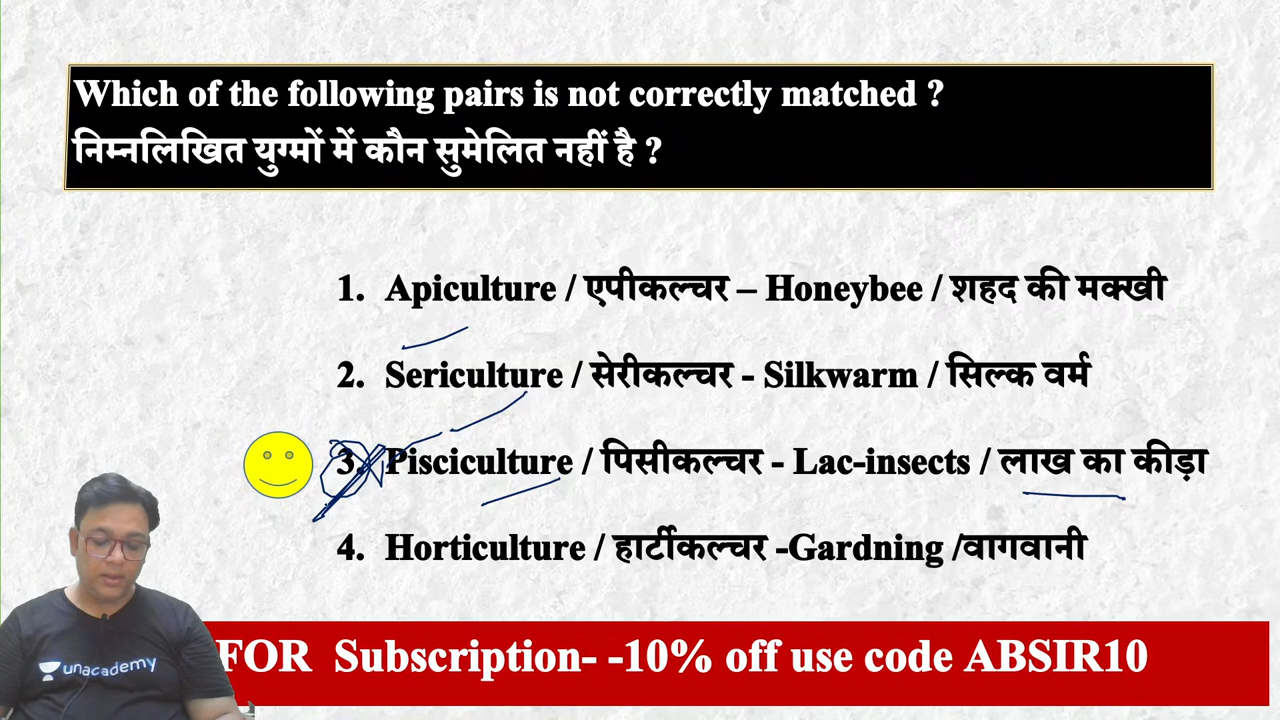 Which of the following pairs is not correctly matched ?
निम्नलिखित युग्मों में कौन सुमेलित नहीं है ?
1. Apiculture / एपीकल्चर – Honeybee / शहद की मक्खी
2. Sericulture / सेरीकल्चर - Silkwarm / सिल्क वर्म
3. Pisciculture / पिसीकल्चर - Lac-insects / लाख का कीड़ा
4. Horticulture / हार्टीकल्चर -Gardning /वागवानी
unacademy
FOR Subscription- -10% off use code ABSIR10